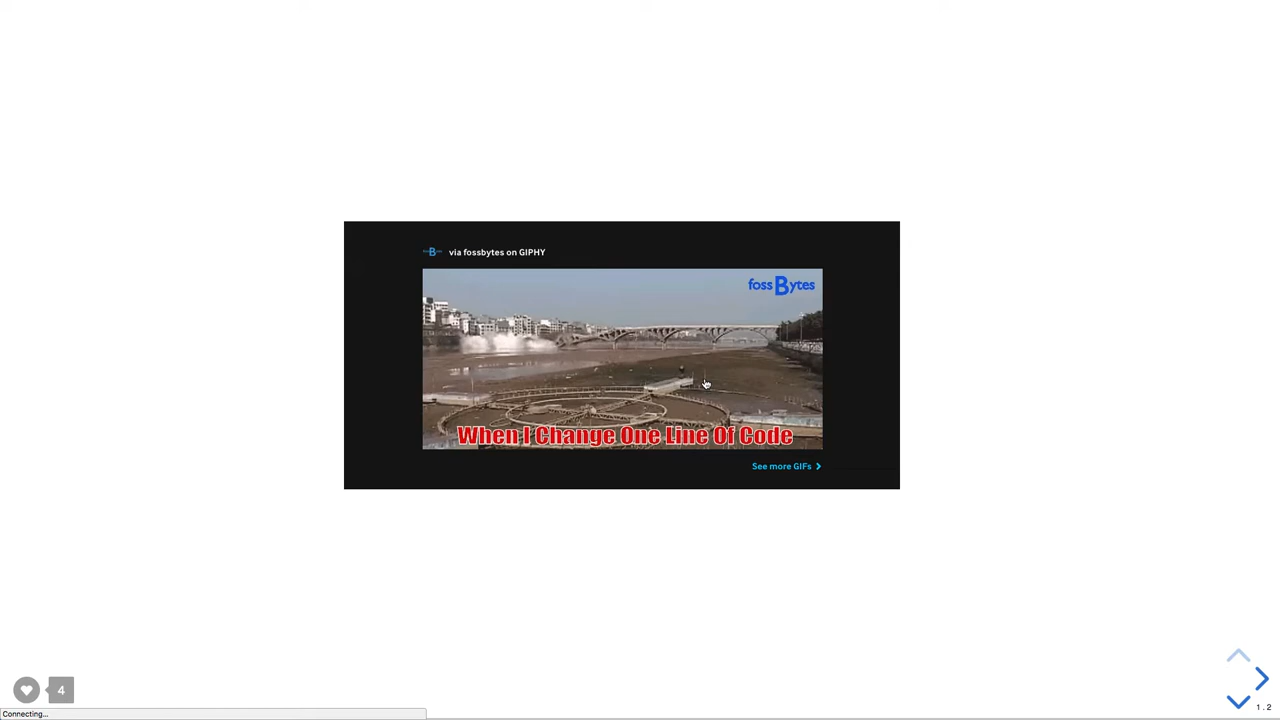 via fossbytes on GIPHY
fossBytes
When I Change One Line Of Code
See more GIFs
4
Connecting...
1.2